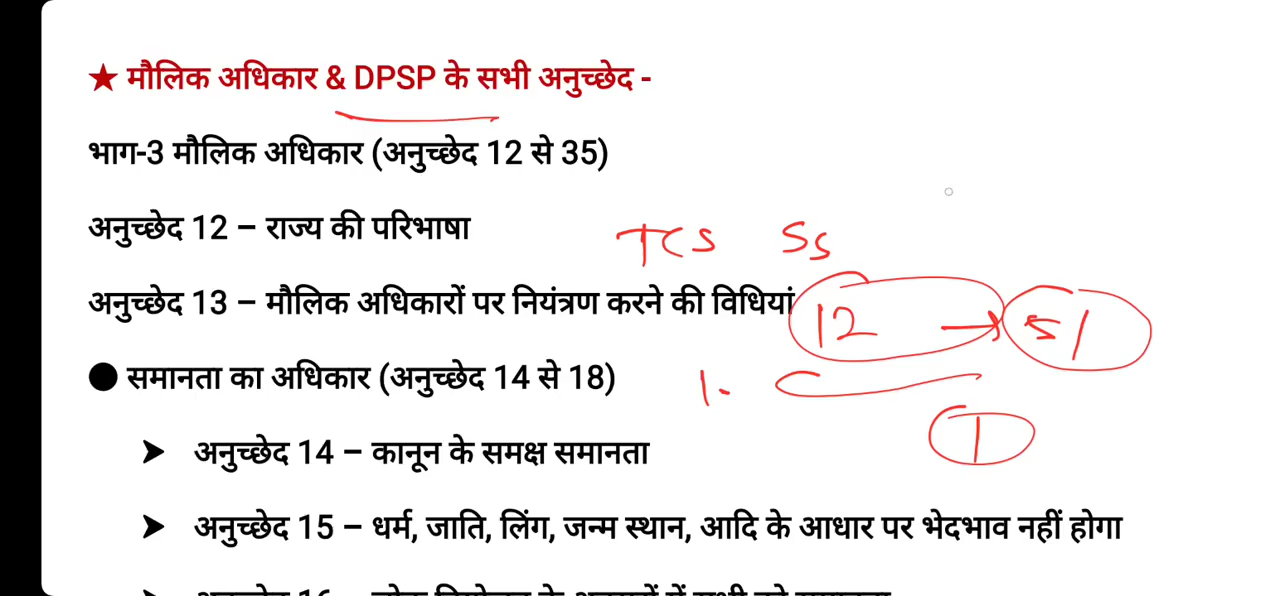 ★ मौलिक अधिकार & DPSP के सभी अनुच्छेद -
भाग-3 मौलिक अधिकार (अनुच्छेद 12 से 35)
अनुच्छेद 12 – राज्य की परिभाषा
TCS SS
अनुच्छेद 13 – मौलिक अधिकारों पर नियंत्रण करने की विधियां
12 → 51
● समानता का अधिकार (अनुच्छेद 14 से 18)
1.
➤ अनुच्छेद 14 – कानून के समक्ष समानता
➤ अनुच्छेद 15 – धर्म, जाति, लिंग, जन्म स्थान, आदि के आधार पर भेदभाव नहीं होगा